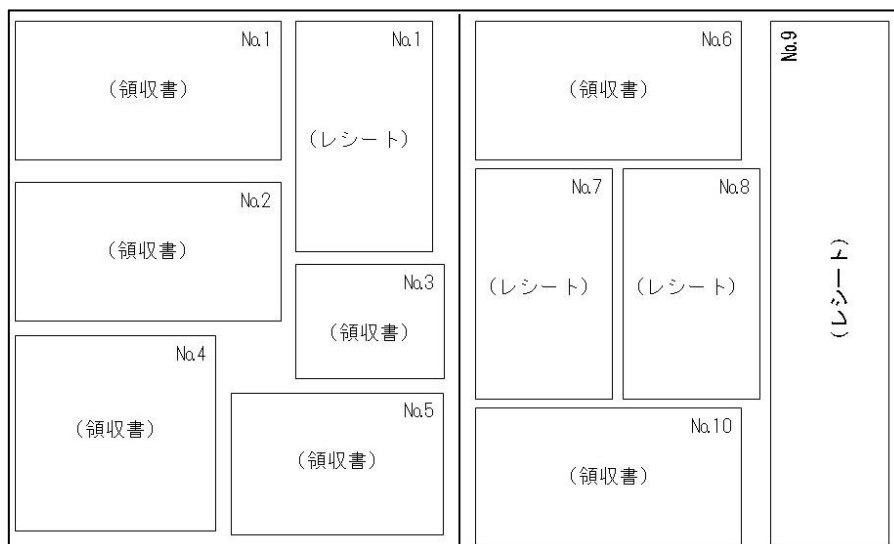 No.1
（領収書）
No.1
（レシート）
No.2
（領収書）
No.3
（領収書）
No.4
（領収書）
No.5
（領収書）
No.6
（領収書）
No.7
（レシート）
No.8
（レシート）
No.9
（レシート）
No.10
（領収書）